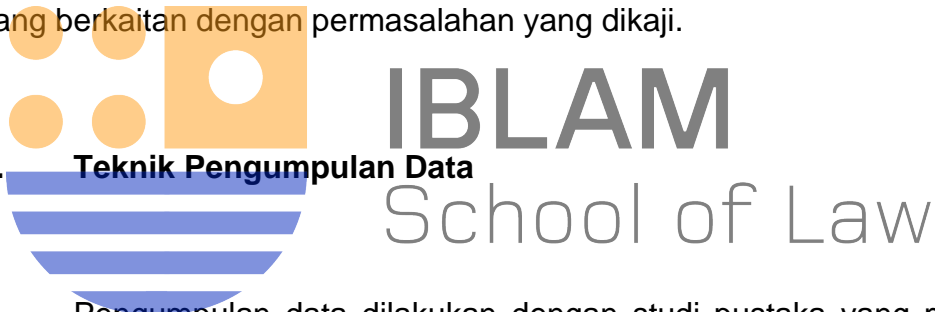 berkaitan dengan permasalahan yang dikaji.
IBLAM
Teknik Pengumpulan Data
School of Law
Pengumpulan data dilakukan dengan studi pustaka yang